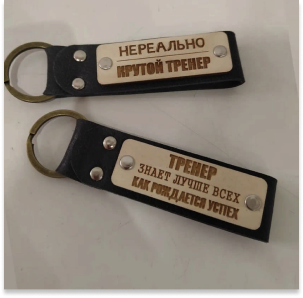 НЕРЕАЛЬНО
КРУТОЙ ТРЕНЕР
ТРЕНЕР
ЗНАЕТ ЛУЧШЕ ВСЕХ
КАК РОЖДАЕТСЯ УСПЕХ